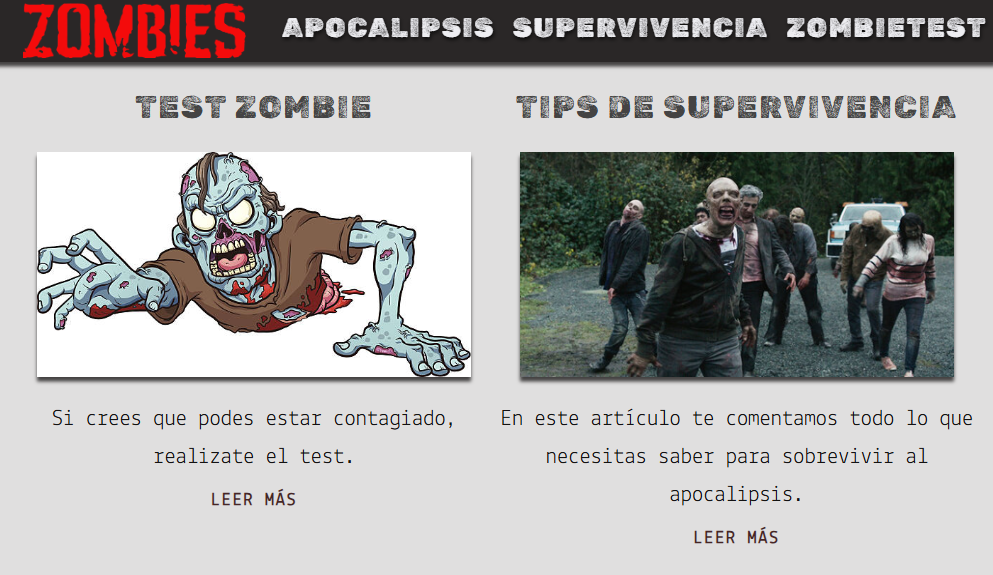 ZOMBIES
APOCALIPSIS SUPERVIVENCIA ZOMBIETEST
TEST ZOMBIE
Si crees que podes estar contagiado,
realizate el test.
LEER MÁS
TIPS DE SUPERVIVENCIA
En este artículo te comentamos todo lo que
necesitas saber para sobrevivir al
apocalipsis.
LEER MÁS